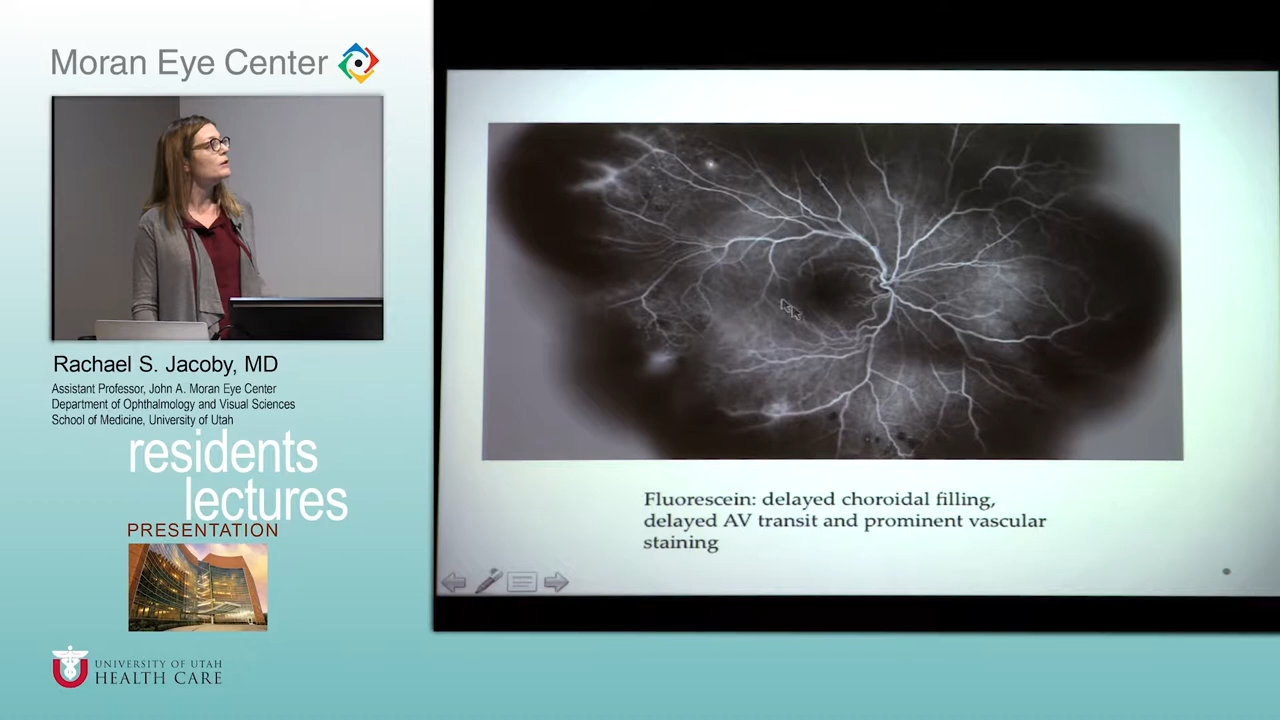 Moran Eye Center
Rachael S. Jacoby, MD
Assistant Professor, John A. Moran Eye Center
Department of Ophthalmology and Visual Sciences
School of Medicine, University of Utah
residents
lectures
PRESENTATION
UNIVERSITY OF UTAH
HEALTH CARE
Fluorescein: delayed choroidal filling,
delayed AV transit and prominent vascular
staining